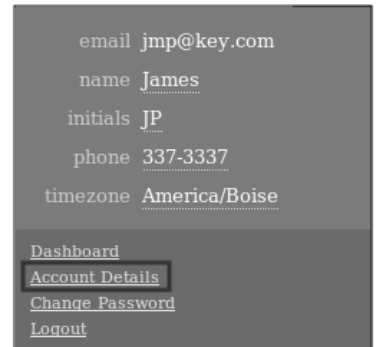 email jmp@key.com
name James
initials JP
phone 337-3337
timezone America/Boise
Dashboard
Account Details
Change Password
Logout